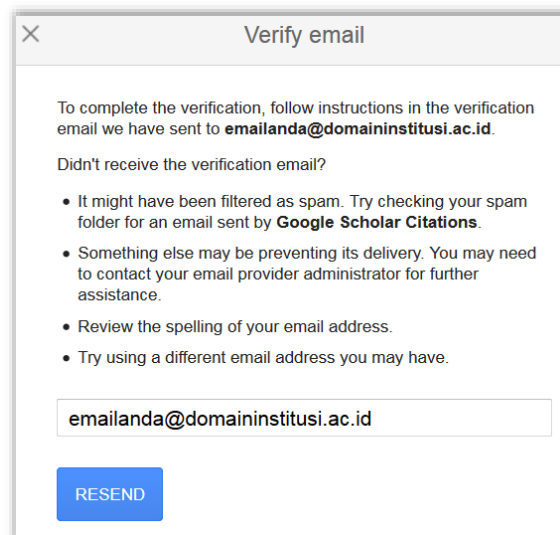 Verify email
To complete the verification, follow instructions in the verification
email we have sent to emailanda@domaininstitusi.ac.id.
Didn't receive the verification email?
• It might have been filtered as spam. Try checking your spam
folder for an email sent by Google Scholar Citations.
• Something else may be preventing its delivery. You may need
to contact your email provider administrator for further
assistance.
• Review the spelling of your email address.
• Try using a different email address you may have.
emailanda@domaininstitusi.ac.id
RESEND